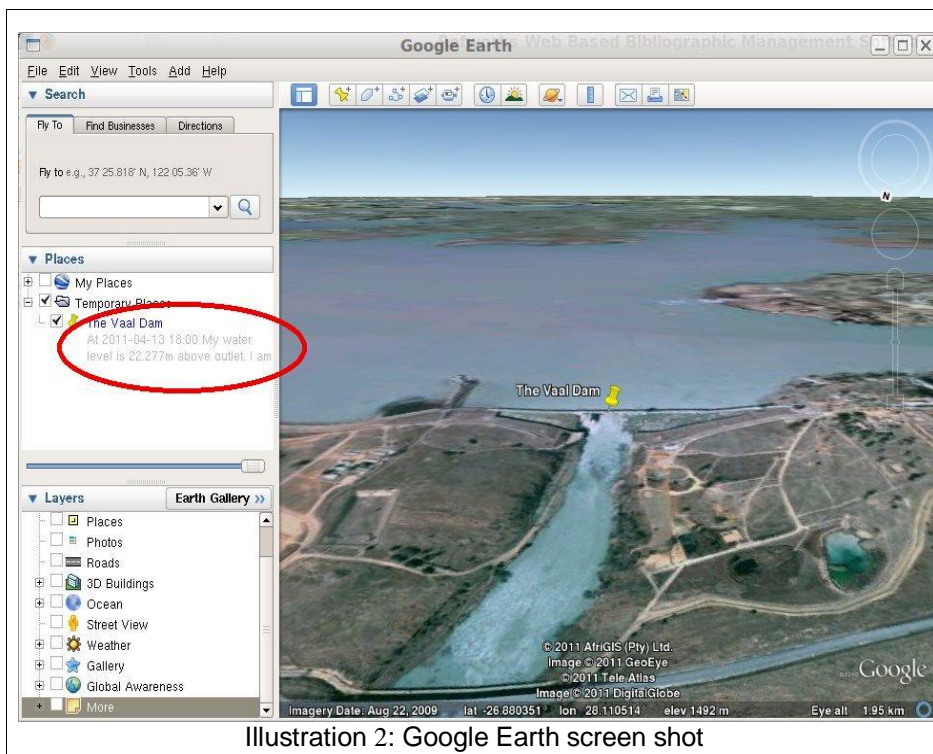 Google Earth
File Edit View Tools Add Help
Search
Fly To Find Businesses Directions
Fly to e.g., 37 25.818' N, 122 05.36' W
Places
My Places
Temporary Places
The Vaal Dam
At 2011-04-13 18:00 My water
level is 22.277m above outlet. I am
Layers
Earth Gallery >>
Places
Photos
Roads
3D Buildings
Ocean
Street View
Weather
Gallery
Global Awareness
More
N
The Vaal Dam
© 2011 AfriGIS (Pty) Ltd.
Image © 2011 GeoEye
© 2011 Tele Atlas
Image © 2011 DigitalGlobe
Google
Imagery Date: Aug 22, 2009 lat -26.880351° lon 28.110514 elev 1492 m Eye alt 1.95 km
Illustration 2: Google Earth screen shot